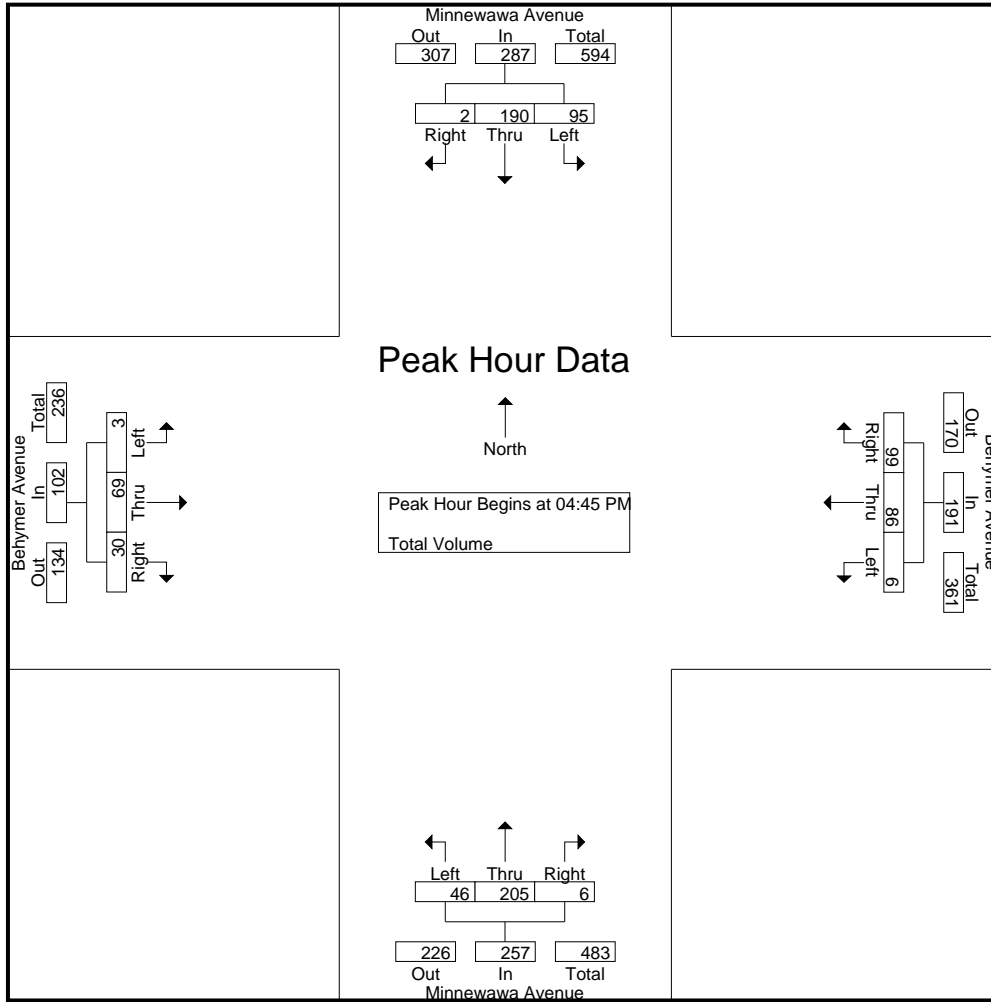 Minnewawa Avenue
Out In Total
307 287 594
2 190 95
Right Thru Left
Peak Hour Data
North
Peak Hour Begins at 04:45 PM
Total Volume
Behymer Avenue
Total In Out
236 102 134
3 69 30
Left Thru Right
Behymer Avenue
Out In Total
170 191 361
99 86 6
Right Thru Left
Left Thru Right
46 205 6
226 257 483
Out In Total
Minnewawa Avenue